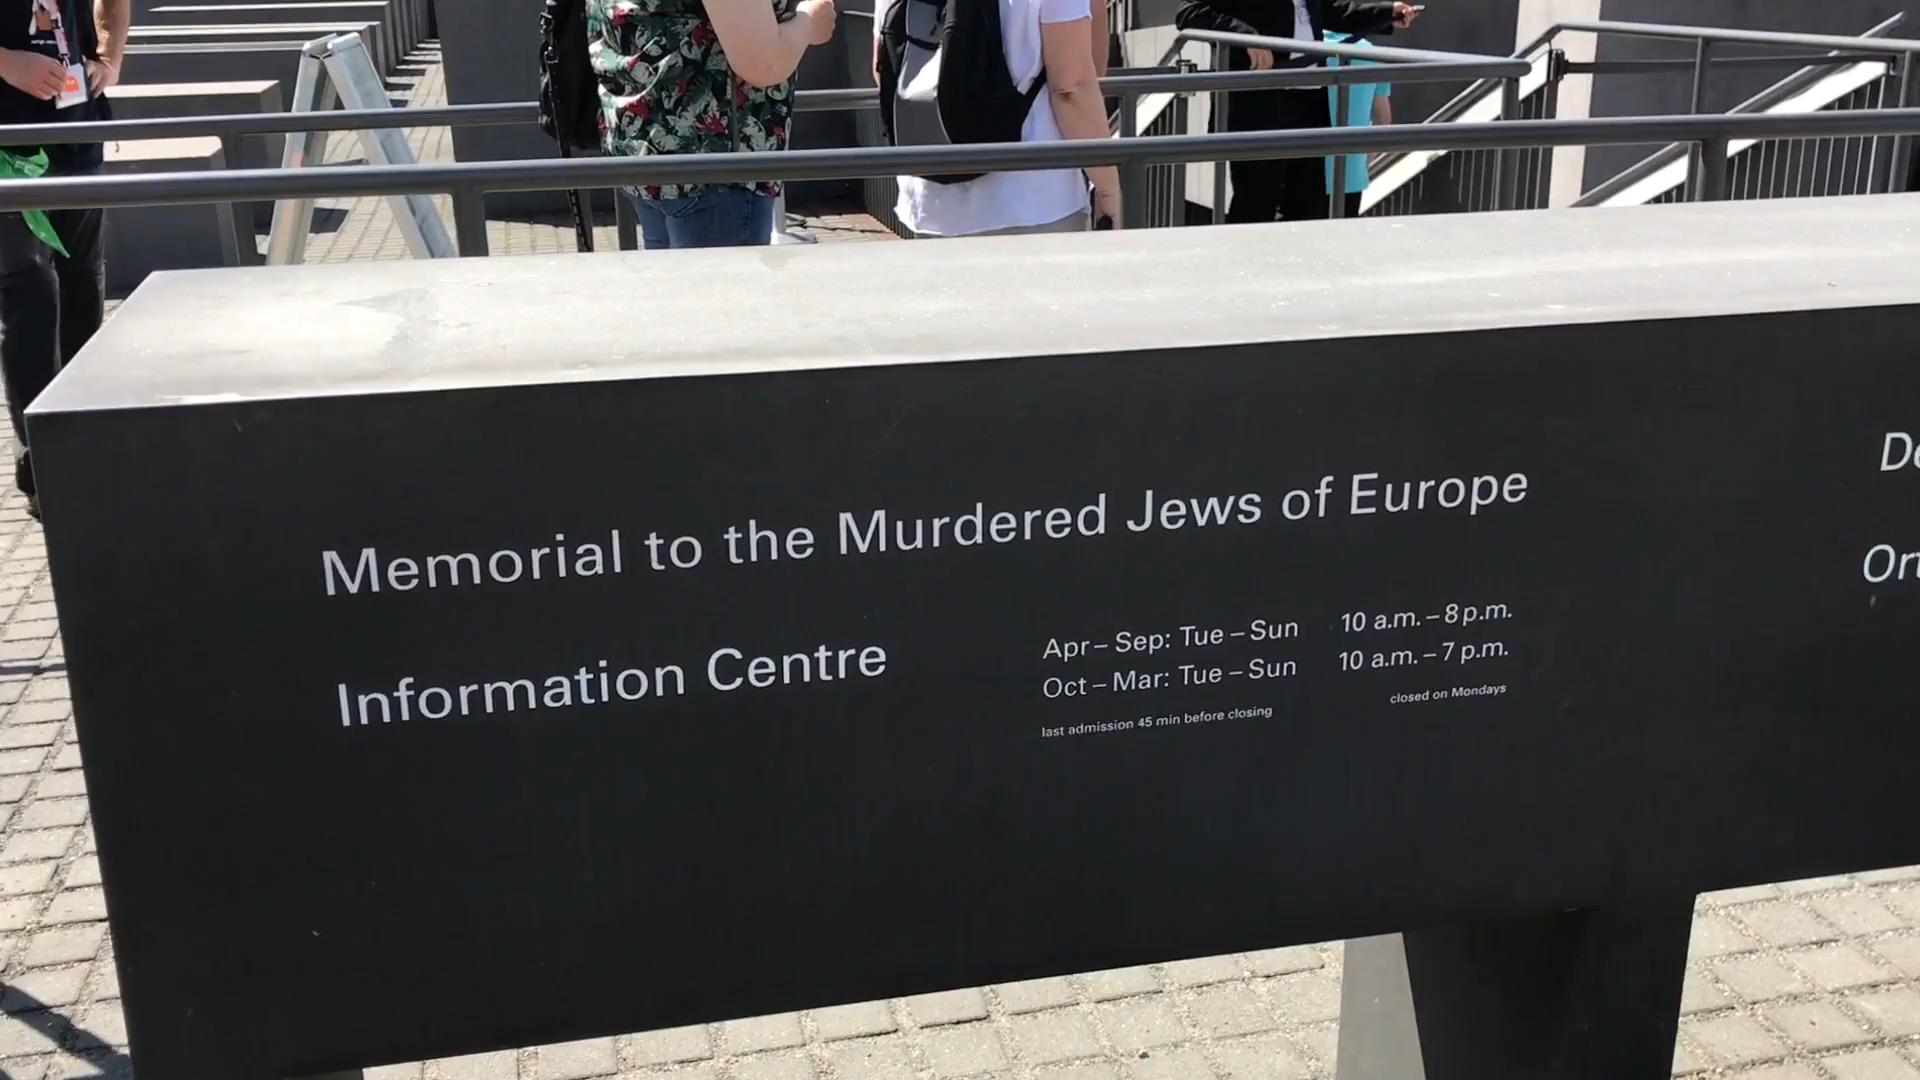 Memorial to the Murdered Jews of Europe
Information Centre
Apr – Sep: Tue – Sun 10 a.m. – 8 p.m.
Oct – Mar: Tue – Sun 10 a.m. – 7 p.m.
last admission 45 min before closing closed on Mondays